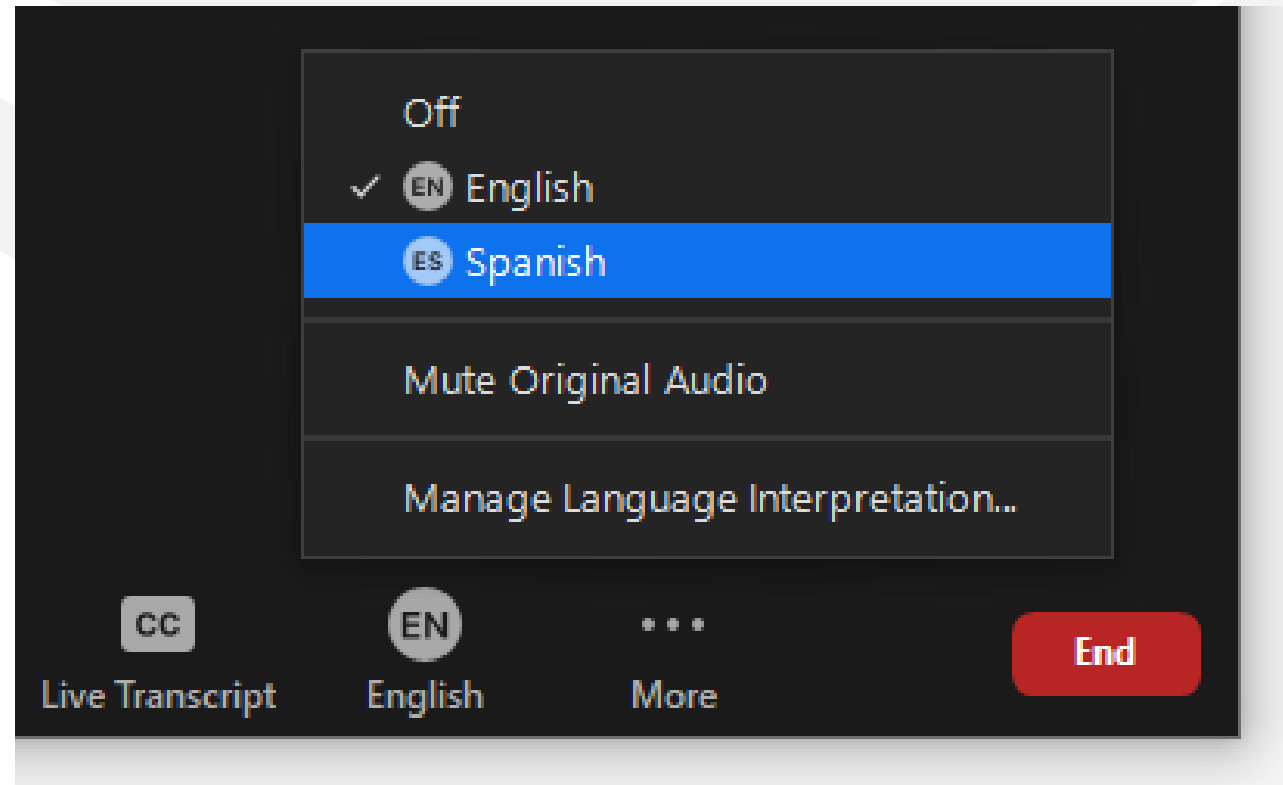 Off
EN English
ES Spanish
Mute Original Audio
Manage Language Interpretation...
CC EN
Live Transcript English More End